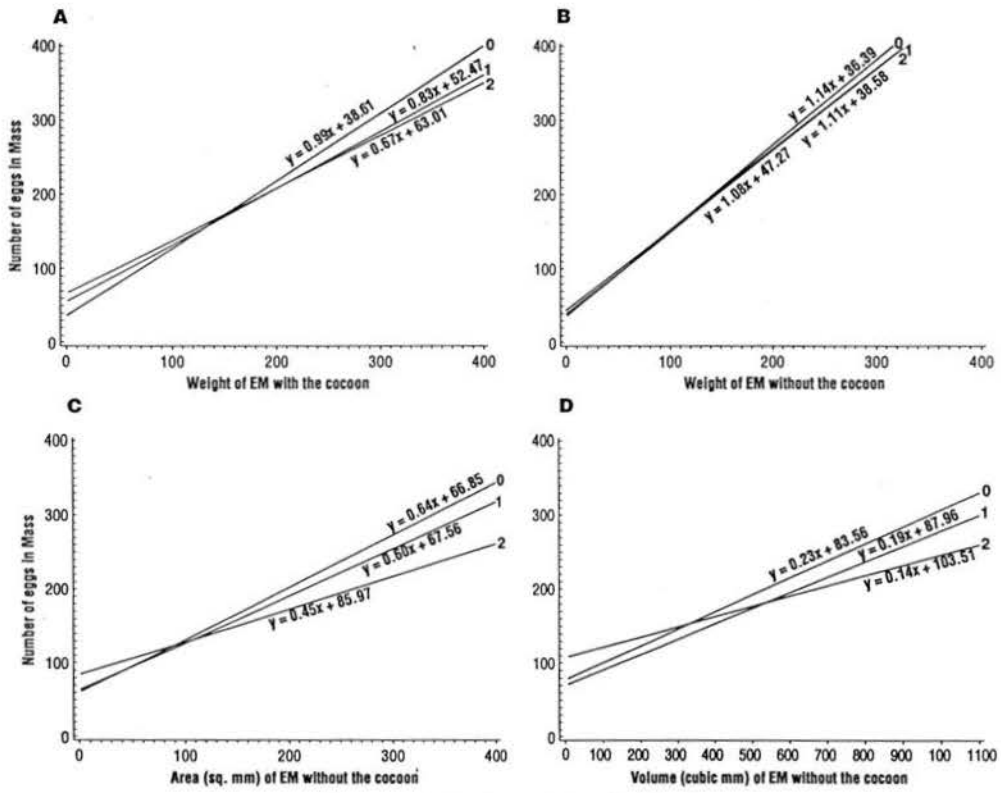 A
Number of eggs in Mass
400
300
200
100
0
0
1
2
y = 0.99x + 38.61
y = 0.83x + 52.47
y = 0.67x + 63.01
0 100 200 300 400
Weight of EM with the cocoon
B
400
300
200
100
0
0
1
2
y = 1.14x + 36.39
y = 1.11x + 38.58
y = 1.08x + 47.27
0 100 200 300 400
Weight of EM without the cocoon
C
Number of eggs in Mass
400
300
200
100
0
0
1
2
y = 0.64x + 66.85
y = 0.60x + 67.56
y = 0.45x + 85.97
0 100 200 300 400
Area (sq. mm) of EM without the cocoon
D
400
300
200
100
0
0
1
2
y = 0.23x + 83.56
y = 0.19x + 87.96
y = 0.14x + 103.51
0 100 200 300 400 500 600 700 800 900 1000 1100
Volume (cubic mm) of EM without the cocoon